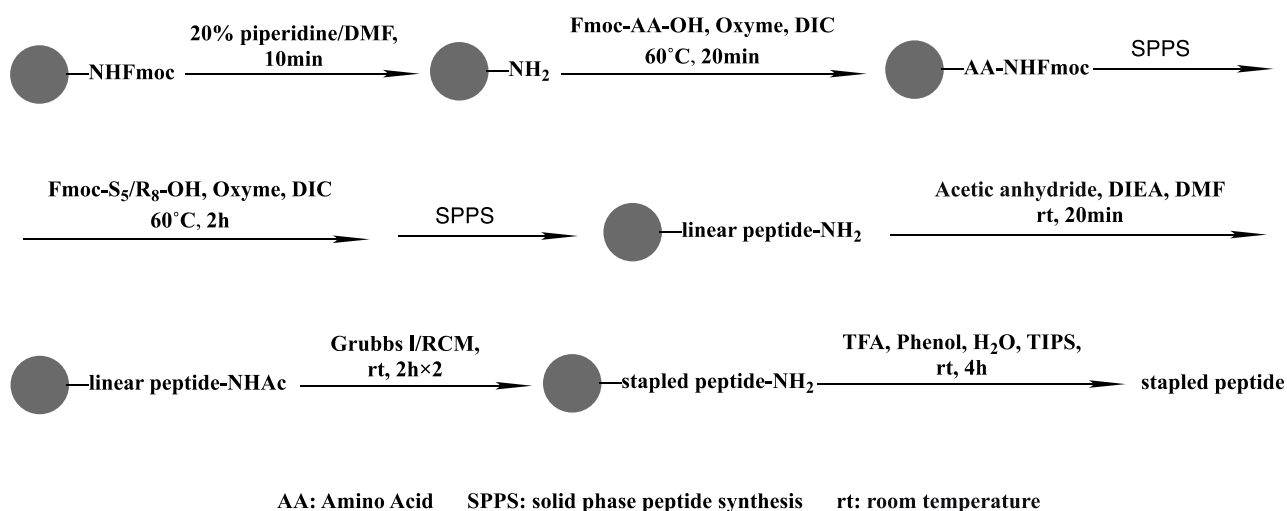 20% piperidine/DMF,
10min
Fmoc-AA-OH, Oxyme, DIC
60°C, 20min
SPPS
NHFmoc
NH₂
AA-NHFmoc
Fmoc-S₅/R₈-OH, Oxyme, DIC
60°C, 2h
SPPS
linear peptide-NH₂
Acetic anhydride, DIEA, DMF
rt, 20min
linear peptide-NHAc
Grubbs I/RCM,
rt, 2h×2
stapled peptide-NH₂
TFA, Phenol, H₂O, TIPS,
rt, 4h
stapled peptide
AA: Amino Acid SPPS: solid phase peptide synthesis rt: room temperature